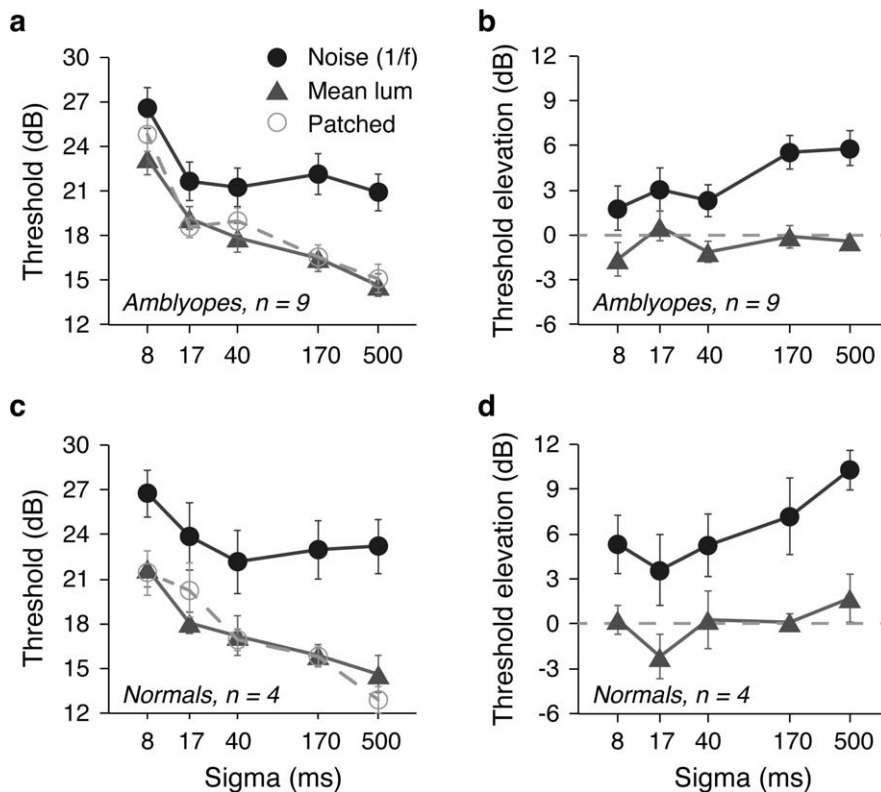 a
30
27
24
21
18
15
12
Threshold (dB)
Noise (1/f)
Mean lum
Patched
Amblyopes, n = 9
8 17 40 170 500
b
12
9
6
3
0
-3
-6
Threshold elevation (dB)
Amblyopes, n = 9
8 17 40 170 500
c
30
27
24
21
18
15
12
Threshold (dB)
Normals, n = 4
8 17 40 170 500
Sigma (ms)
d
12
9
6
3
0
-3
-6
Threshold elevation (dB)
Normals, n = 4
8 17 40 170 500
Sigma (ms)